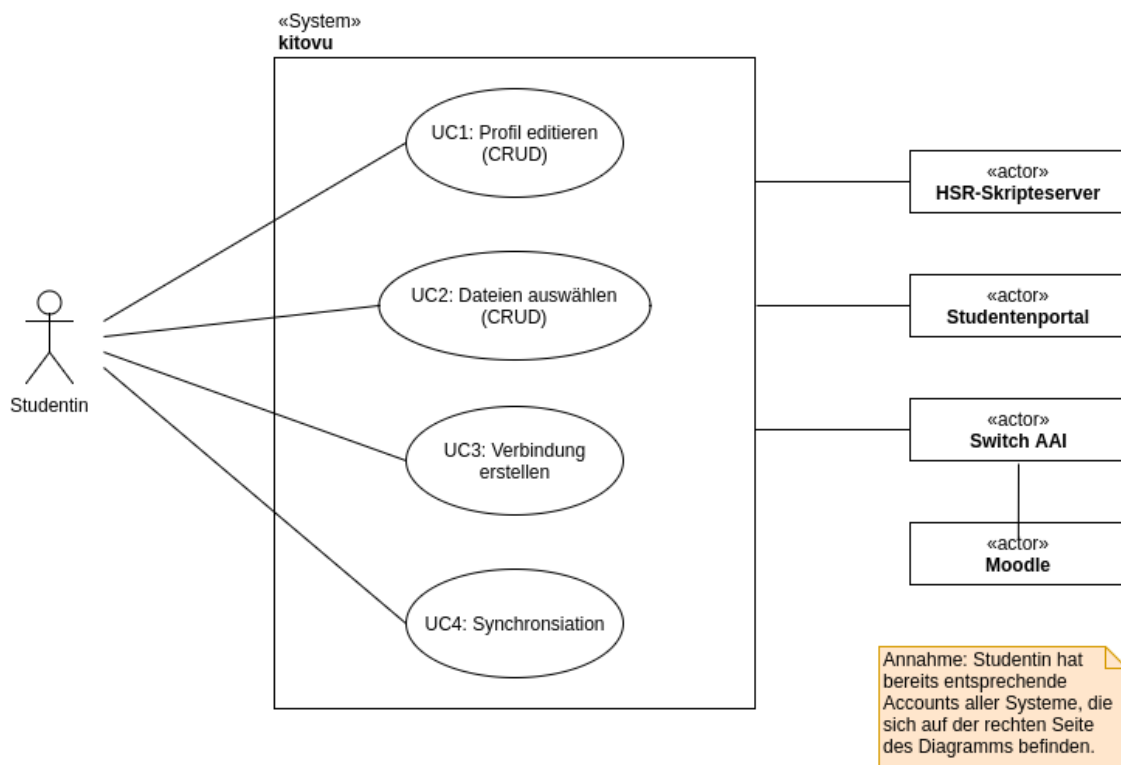 «System»
kitovu
UC1: Profil editieren
(CRUD)
UC2: Dateien auswählen
(CRUD)
UC3: Verbindung
erstellen
UC4: Synchronsiation
Studentin
«actor»
HSR-Skripteserver
«actor»
Studentenportal
«actor»
Switch AAI
«actor»
Moodle
Annahme: Studentin hat
bereits entsprechende
Accounts aller Systeme, die
sich auf der rechten Seite
des Diagramms befinden.